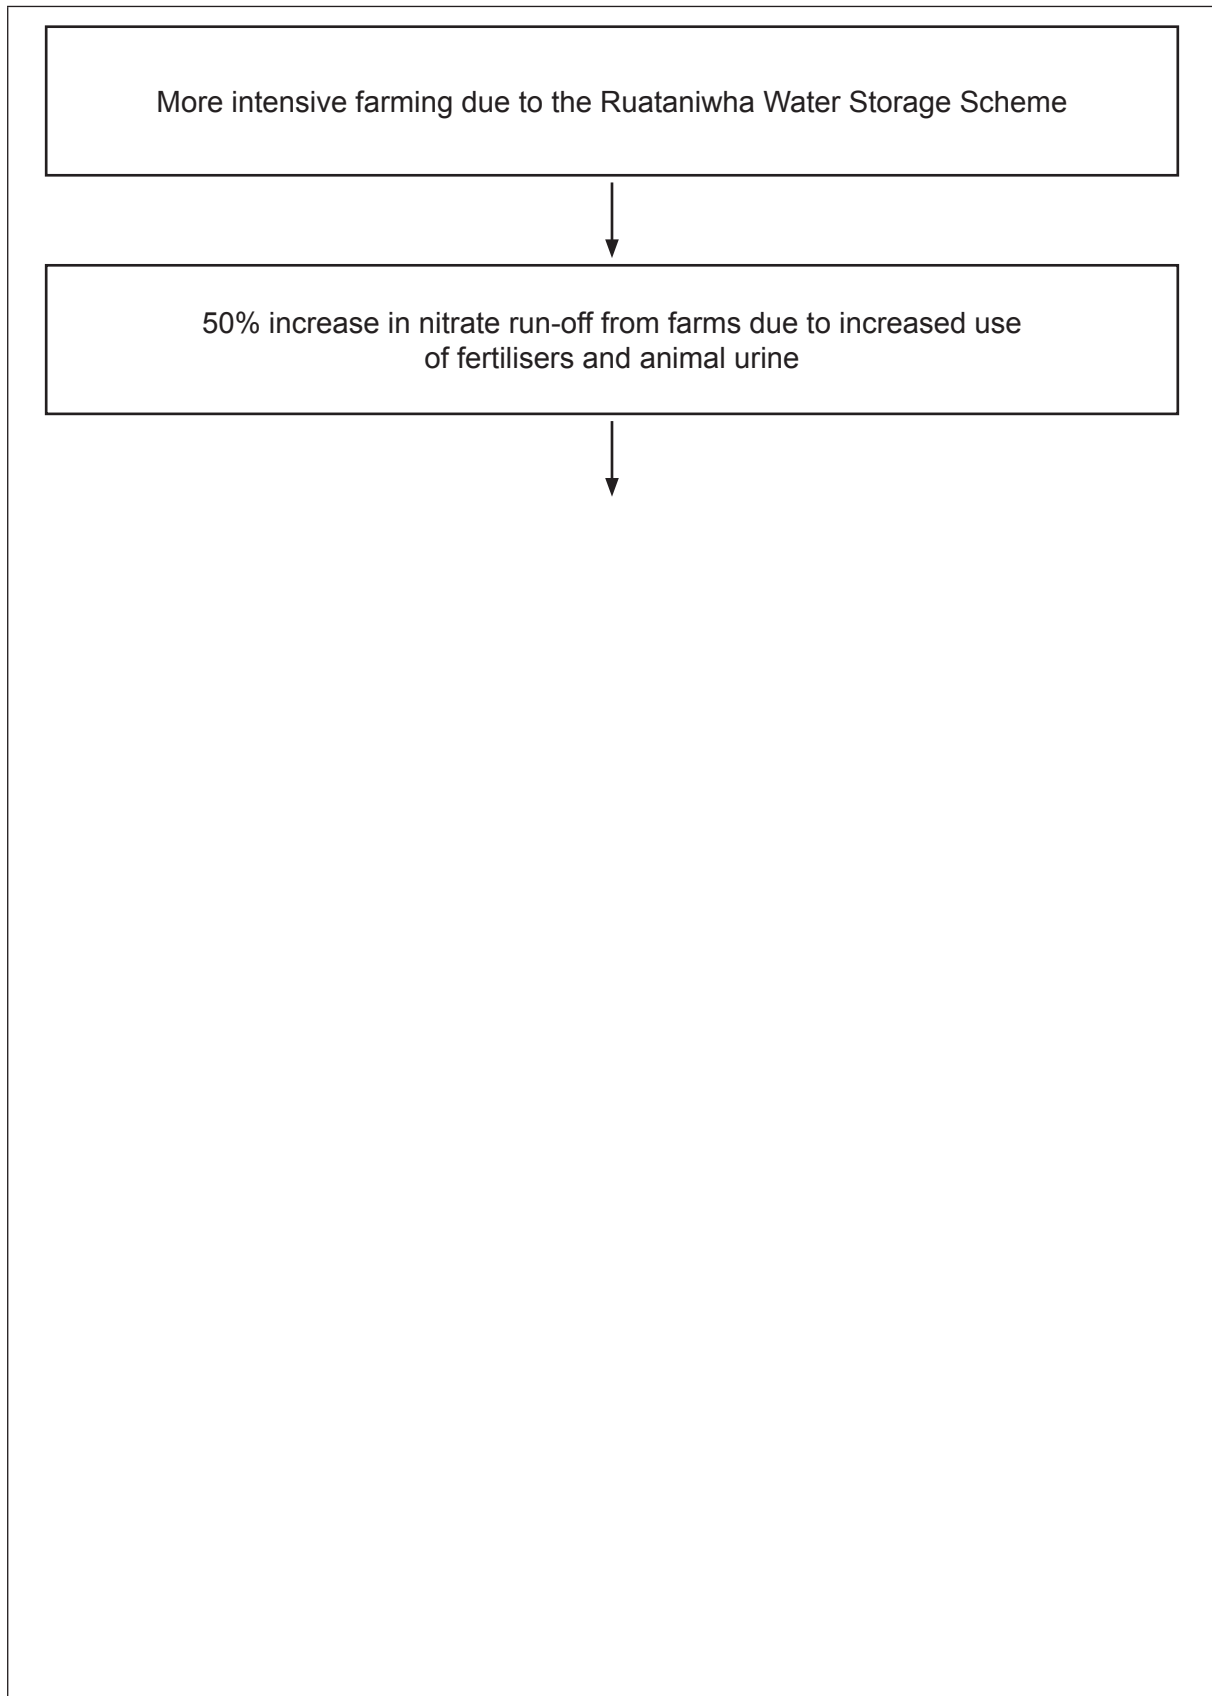 More intensive farming due to the Ruataniwha Water Storage Scheme
50% increase in nitrate run-off from farms due to increased use
of fertilisers and animal urine